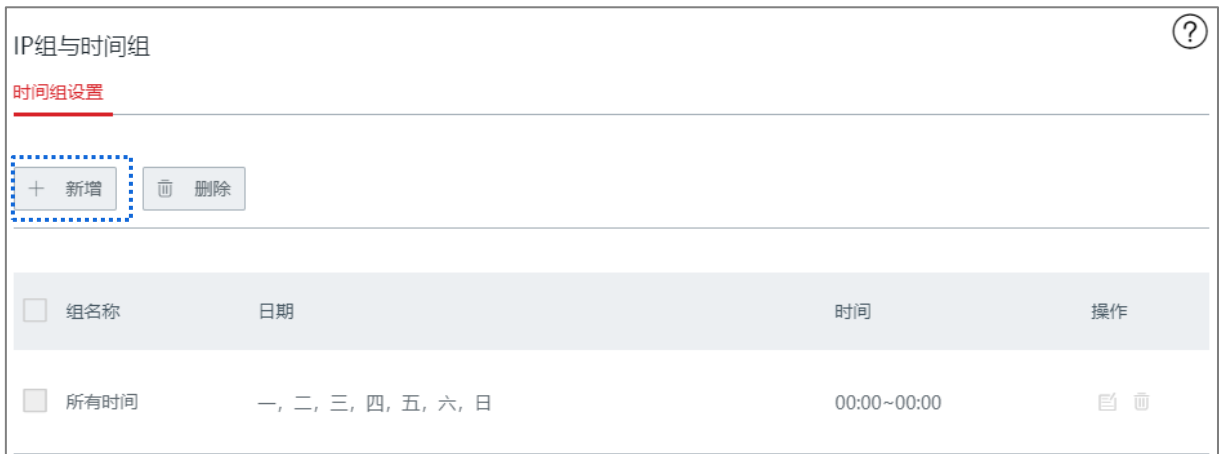 IP组与时间组
?
时间组设置
新增 删除
组名称 日期 时间 操作
所有时间 一, 二, 三, 四, 五, 六, 日 00:00~00:00